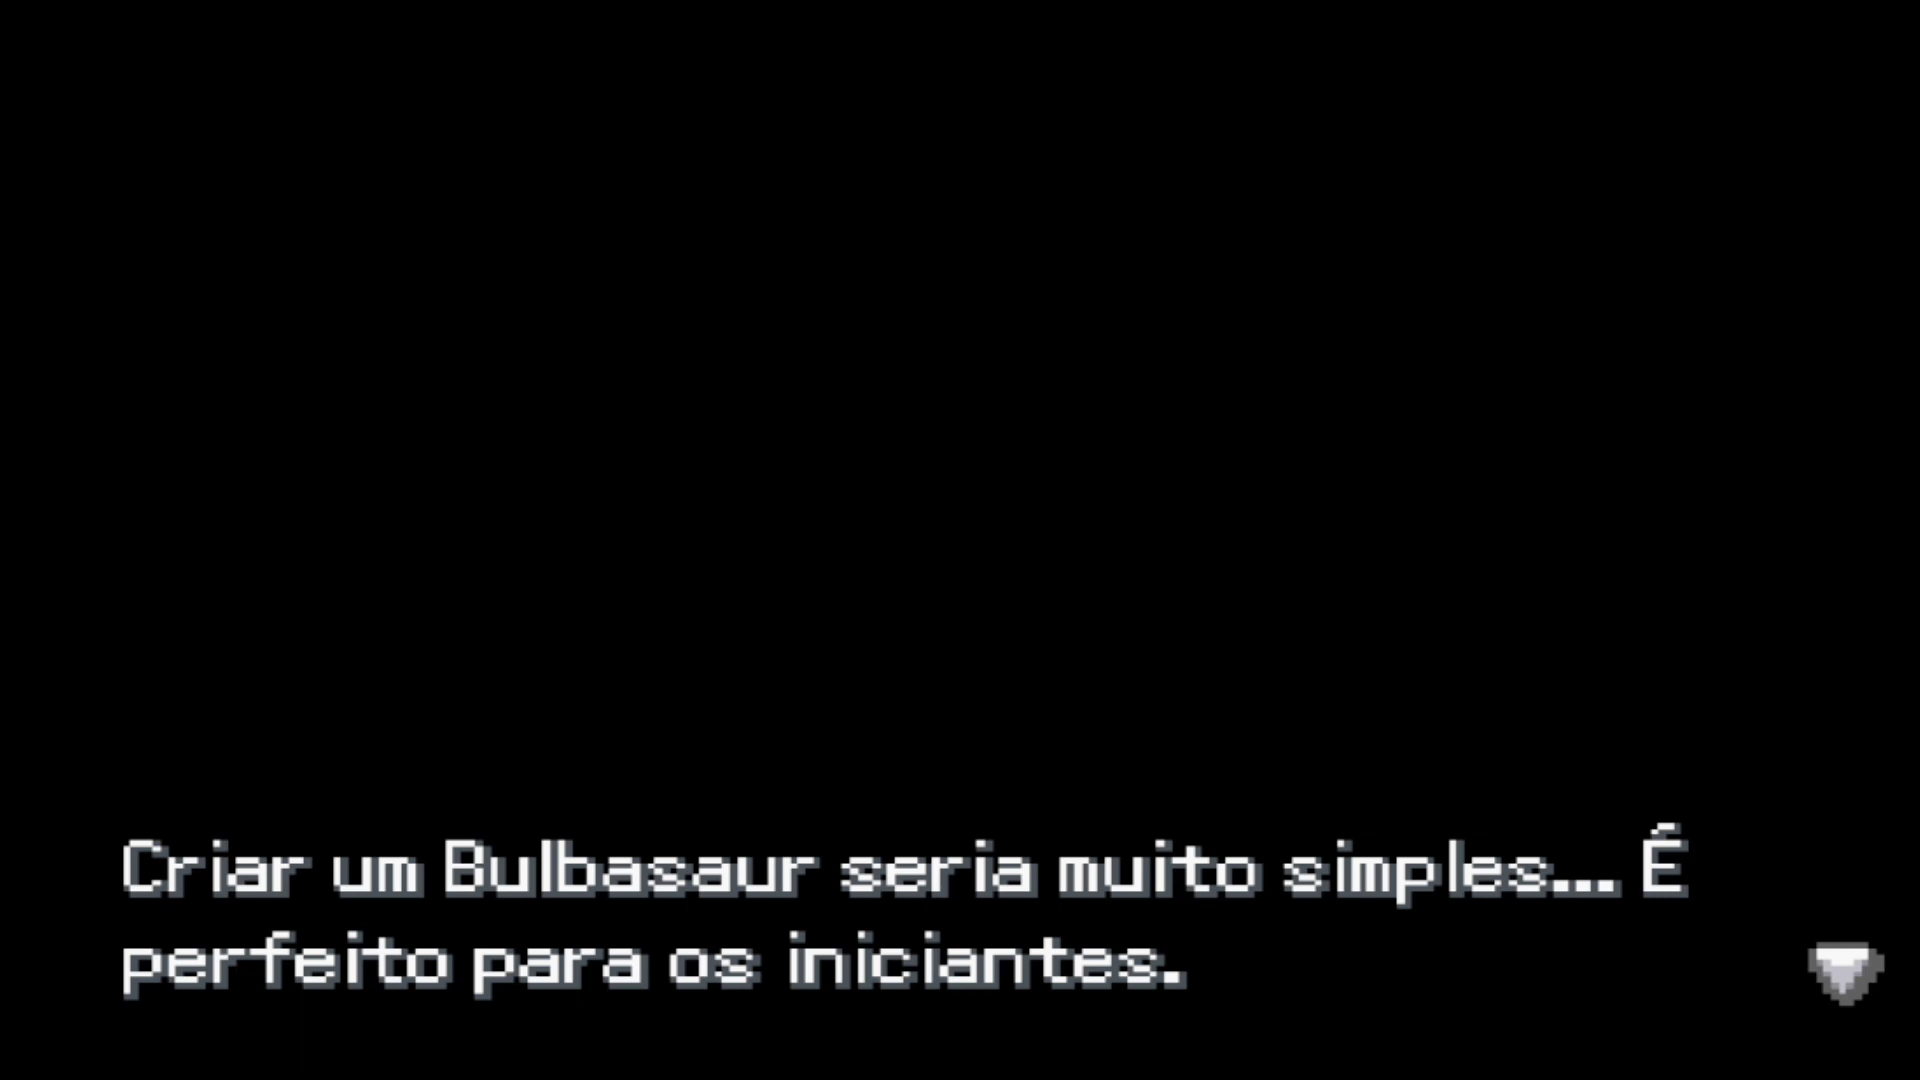 Criar um Bulbasaur seria muito simples... É
perfeito para os iniciantes.